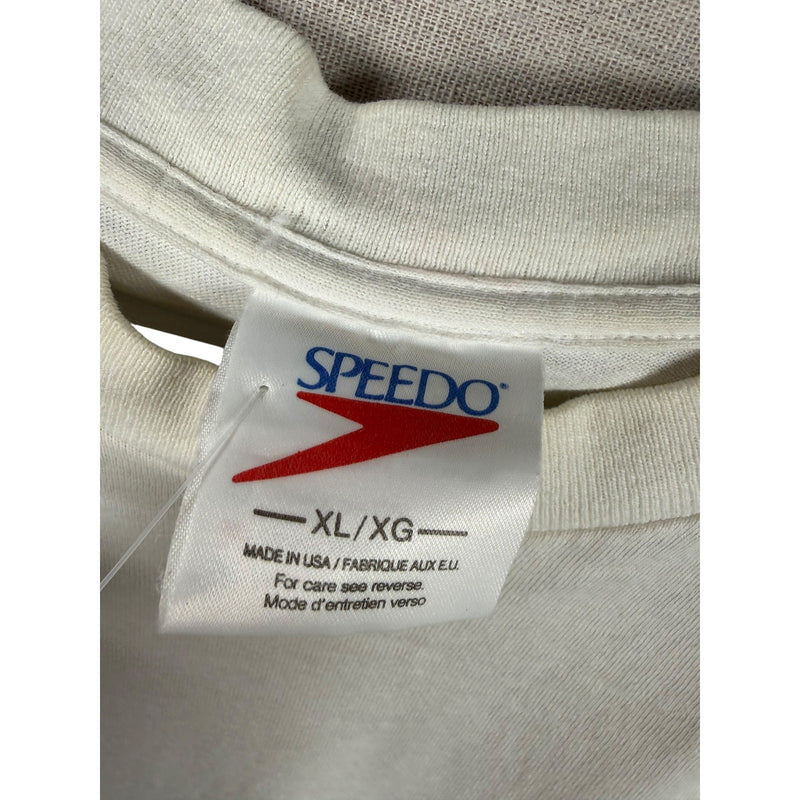 SPEEDO®
XL/XG
MADE IN USA / FABRIQUE AUX E.U.
For care see reverse.
Mode d'entretien verso